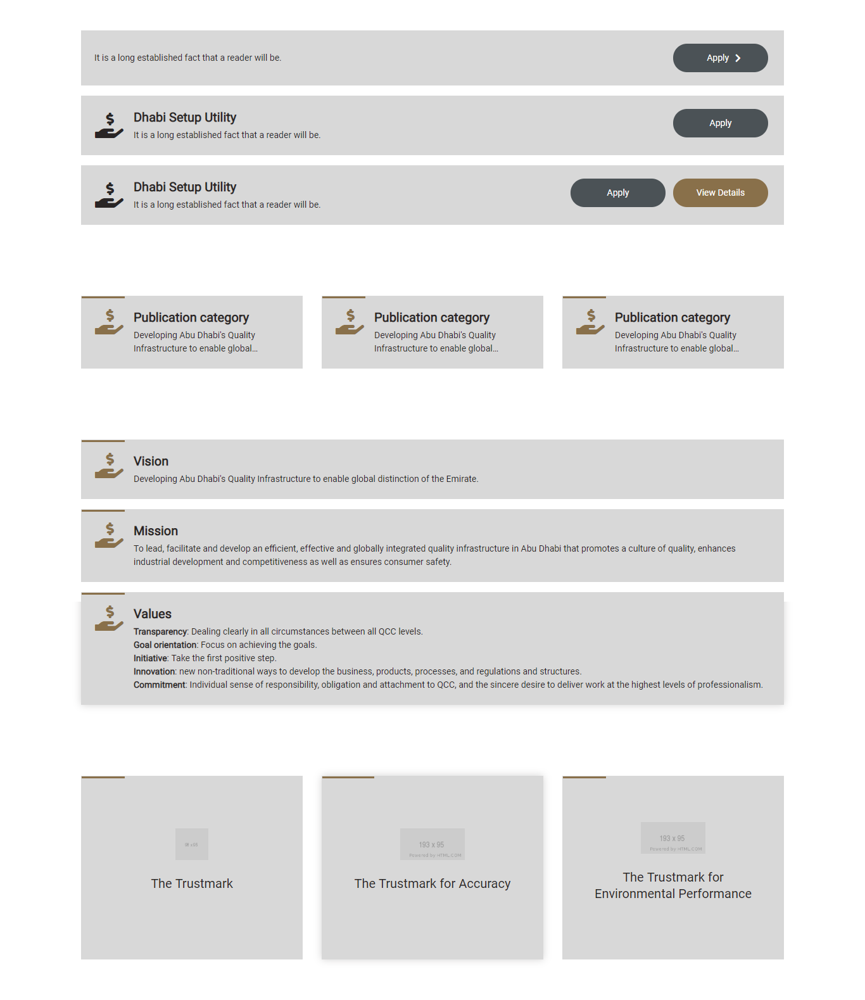 It is a long established fact that a reader will be.
Apply
Dhabi Setup Utility
It is a long established fact that a reader will be.
Apply
Dhabi Setup Utility
It is a long established fact that a reader will be.
Apply
View Details
Publication category
Developing Abu Dhabi's Quality
Infrastructure to enable global...
Publication category
Developing Abu Dhabi's Quality
Infrastructure to enable global...
Publication category
Developing Abu Dhabi's Quality
Infrastructure to enable global...
Vision
Developing Abu Dhabi's Quality Infrastructure to enable global distinction of the Emirate.
Mission
To lead, facilitate and develop an efficient, effective and globally integrated quality infrastructure in Abu Dhabi that promotes a culture of quality, enhances
industrial development and competitiveness as well as ensures consumer safety.
Values
Transparency: Dealing clearly in all circumstances between all QCC levels.
Goal orientation: Focus on achieving the goals.
Initiative: Take the first positive step.
Innovation: new non-traditional ways to develop the business, products, processes, and regulations and structures.
Commitment: Individual sense of responsibility, obligation and attachment to QCC, and the sincere desire to deliver work at the highest levels of professionalism.
The Trustmark
193 x 95
Powered by HTML.COM
The Trustmark for Accuracy
193 x 95
Powered by HTML.COM
The Trustmark for
Environmental Performance